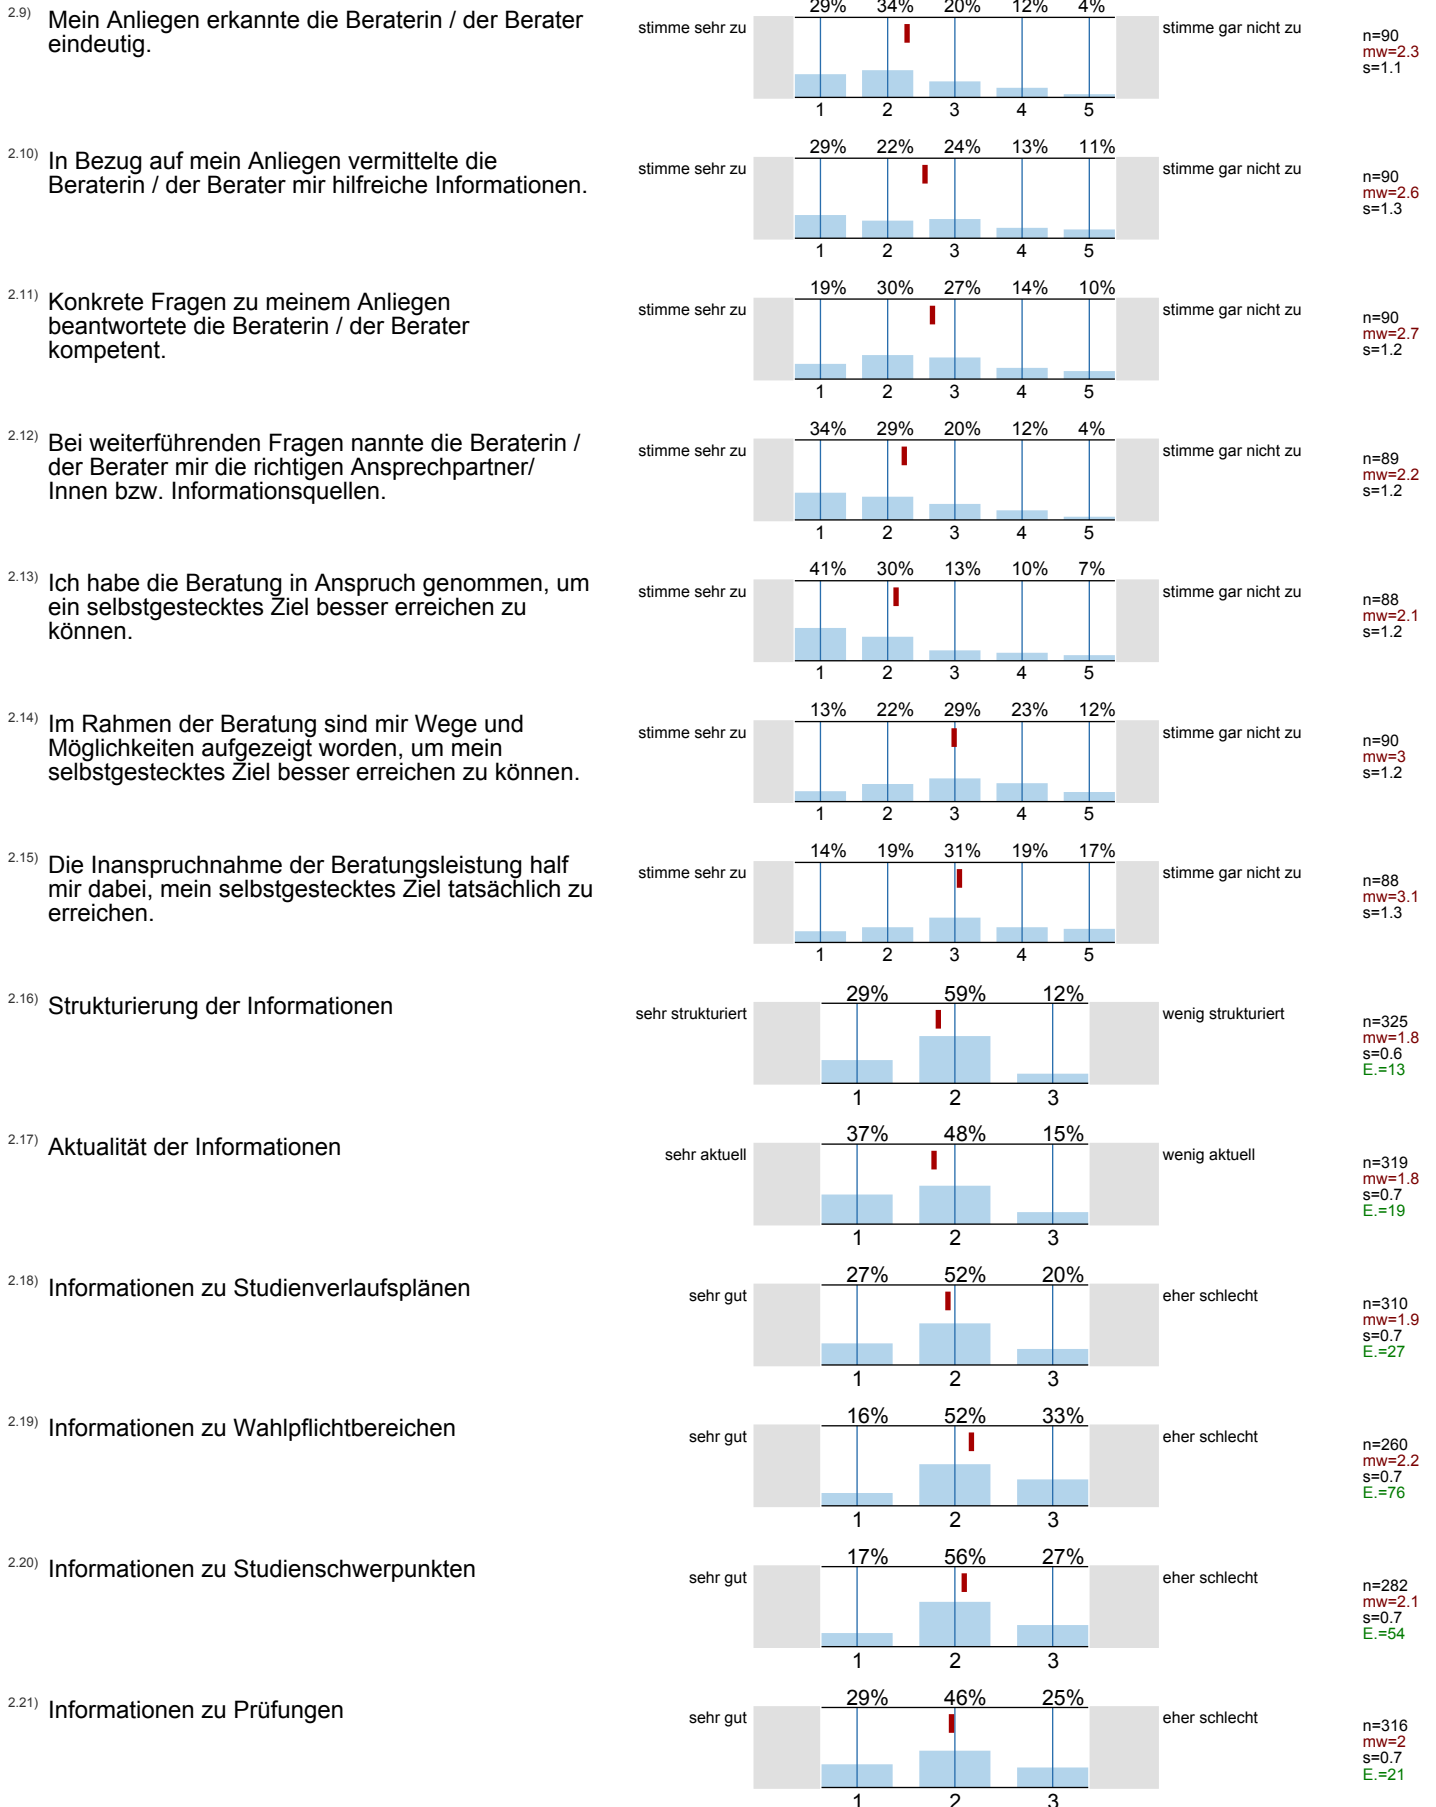 2.9) Mein Anliegen erkannte die Beraterin / der Berater
eindeutig.
stimme sehr zu
29% 34% 20% 12% 4%
1 2 3 4 5
stimme gar nicht zu
n=90
mw=2.3
s=1.1
2.10) In Bezug auf mein Anliegen vermittelte die
Beraterin / der Berater mir hilfreiche Informationen.
stimme sehr zu
29% 22% 24% 13% 11%
1 2 3 4 5
stimme gar nicht zu
n=90
mw=2.6
s=1.3
2.11) Konkrete Fragen zu meinem Anliegen
beantwortete die Beraterin / der Berater
kompetent.
stimme sehr zu
19% 30% 27% 14% 10%
1 2 3 4 5
stimme gar nicht zu
n=90
mw=2.7
s=1.2
2.12) Bei weiterführenden Fragen nannte die Beraterin /
der Berater mir die richtigen Ansprechpartner/
Innen bzw. Informationsquellen.
stimme sehr zu
34% 29% 20% 12% 4%
1 2 3 4 5
stimme gar nicht zu
n=89
mw=2.2
s=1.2
2.13) Ich habe die Beratung in Anspruch genommen, um
ein selbstgestecktes Ziel besser erreichen zu
können.
stimme sehr zu
41% 30% 13% 10% 7%
1 2 3 4 5
stimme gar nicht zu
n=88
mw=2.1
s=1.2
2.14) Im Rahmen der Beratung sind mir Wege und
Möglichkeiten aufgezeigt worden, um mein
selbstgestecktes Ziel besser erreichen zu können.
stimme sehr zu
13% 22% 29% 23% 12%
1 2 3 4 5
stimme gar nicht zu
n=90
mw=3
s=1.2
2.15) Die Inanspruchnahme der Beratungsleistung half
mir dabei, mein selbstgestecktes Ziel tatsächlich zu
erreichen.
stimme sehr zu
14% 19% 31% 19% 17%
1 2 3 4 5
stimme gar nicht zu
n=88
mw=3.1
s=1.3
2.16) Strukturierung der Informationen
sehr strukturiert
29% 59% 12%
1 2 3
wenig strukturiert
n=325
mw=1.8
s=0.6
E.=13
2.17) Aktualität der Informationen
sehr aktuell
37% 48% 15%
1 2 3
wenig aktuell
n=319
mw=1.8
s=0.7
E.=19
2.18) Informationen zu Studienverlaufsplänen
sehr gut
27% 52% 20%
1 2 3
eher schlecht
n=310
mw=1.9
s=0.7
E.=27
2.19) Informationen zu Wahlpflichtbereichen
sehr gut
16% 52% 33%
1 2 3
eher schlecht
n=260
mw=2.2
s=0.7
E.=76
2.20) Informationen zu Studienschwerpunkten
sehr gut
17% 56% 27%
1 2 3
eher schlecht
n=282
mw=2.1
s=0.7
E.=54
2.21) Informationen zu Prüfungen
sehr gut
29% 46% 25%
1 2 3
eher schlecht
n=316
mw=2
s=0.7
E.=21